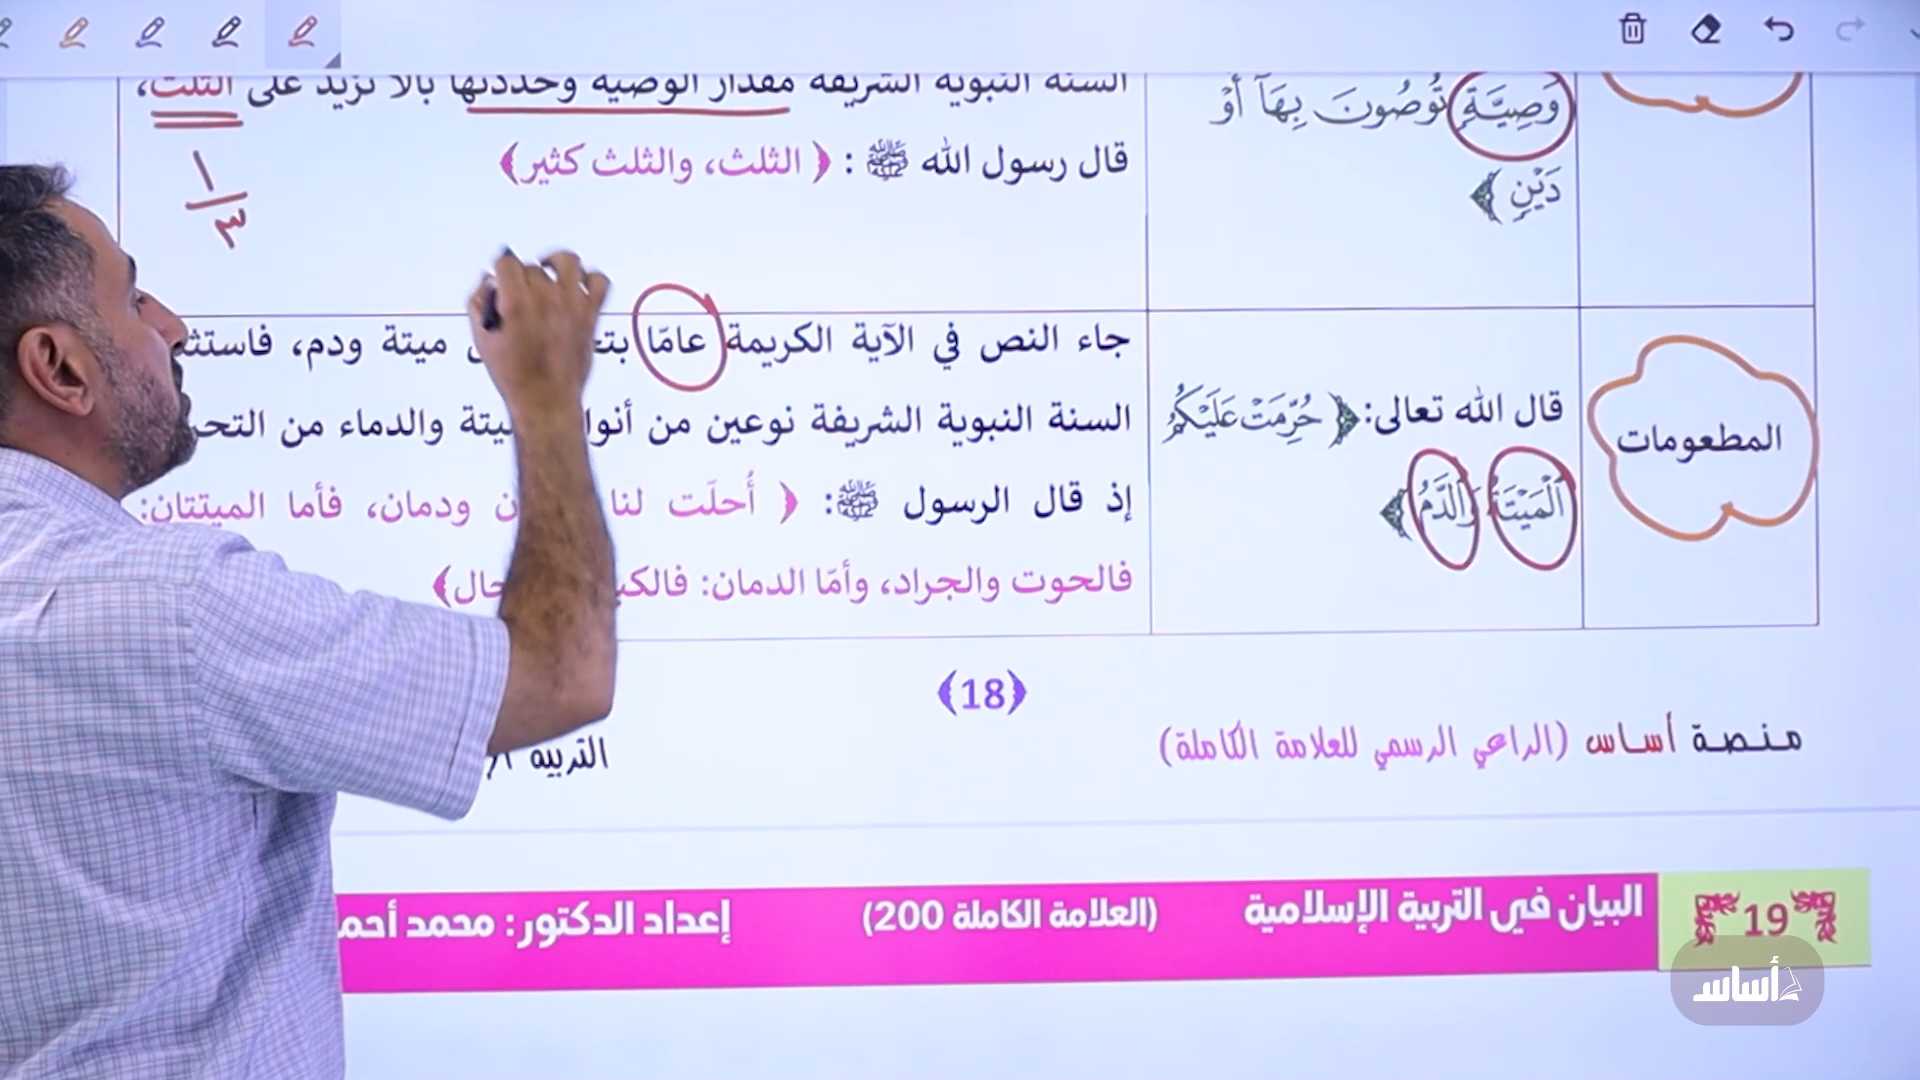 وَصِيَّةٍ تُوصُونَ بِهَآ أَوْ
دَيْنٍ ﴾
السنة النبوية الشريفة مقدار الوصية وحددتها بألا تزيد على الثلث،
قال رسول الله ﷺ : ﴿ الثلث، والثلث كثير﴾
١
٣
المطعومات
قال الله تعالى: ﴿ حُرِّمَتْ عَلَيْكُمُ
ٱلْمَيْتَةُ وَٱلدَّمُ ﴾
جاء النص في الآية الكريمة عامّا ميتة ودم،
السنة النبوية الشريفة نوعين من والدماء من
إذ قال الرسول ﷺ: ﴿ أُحلّت لنا ودمان، فأما الميتتان:
فالحوت والجراد، وأمّا الدمان:
﴿18﴾
منصة أساس (الراعي الرسمي للعلامة الكاملة)
التربية
19
البيان في التربية الإسلامية
(العلامة الكاملة 200)
إعداد الدكتور: محمد
أساس